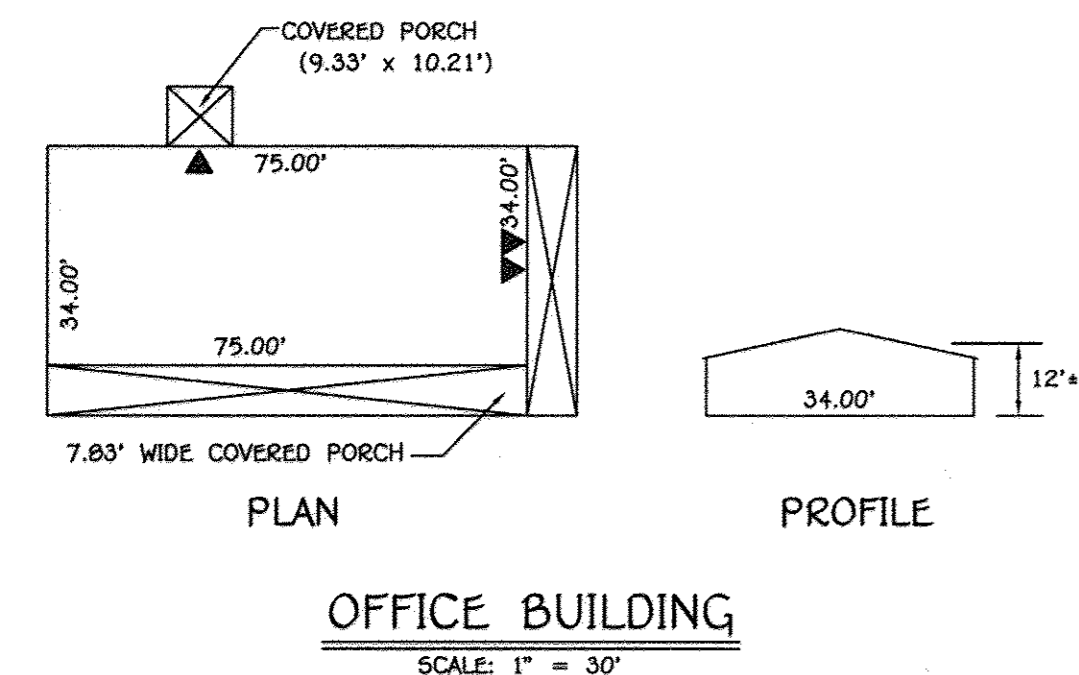 COVERED PORCH
(9.33' x 10.21')
75.00'
34.00'
34.00'
75.00'
7.83' WIDE COVERED PORCH
34.00'
12'±
PLAN
PROFILE
OFFICE BUILDING
SCALE: 1" = 30'